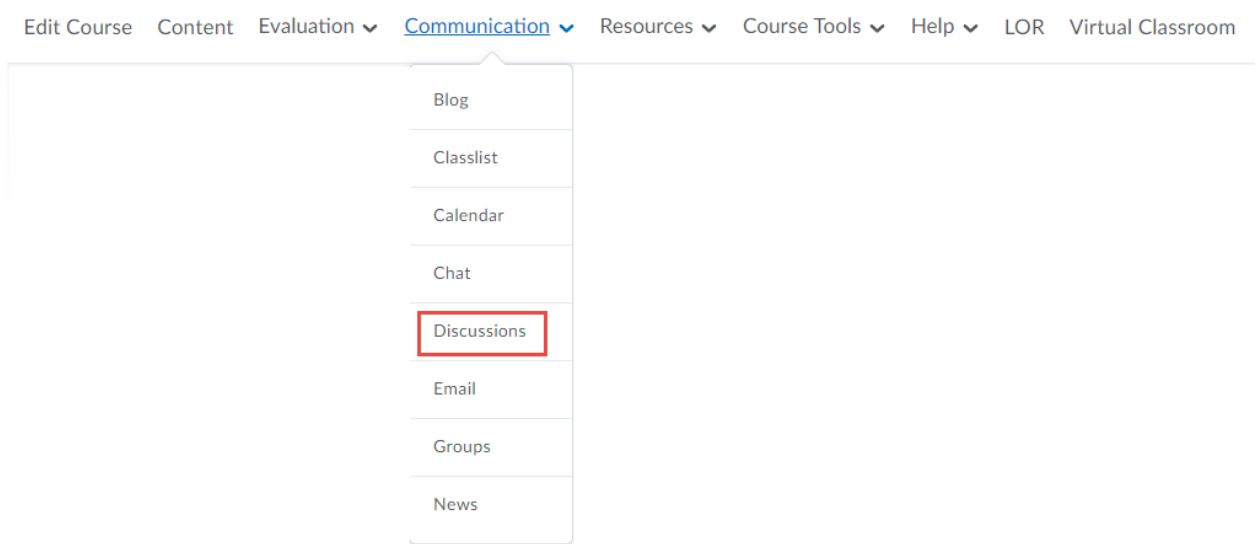 Edit Course Content Evaluation Communication Resources Course Tools Help LOR Virtual Classroom
Blog
Classlist
Calendar
Chat
Discussions
Email
Groups
News